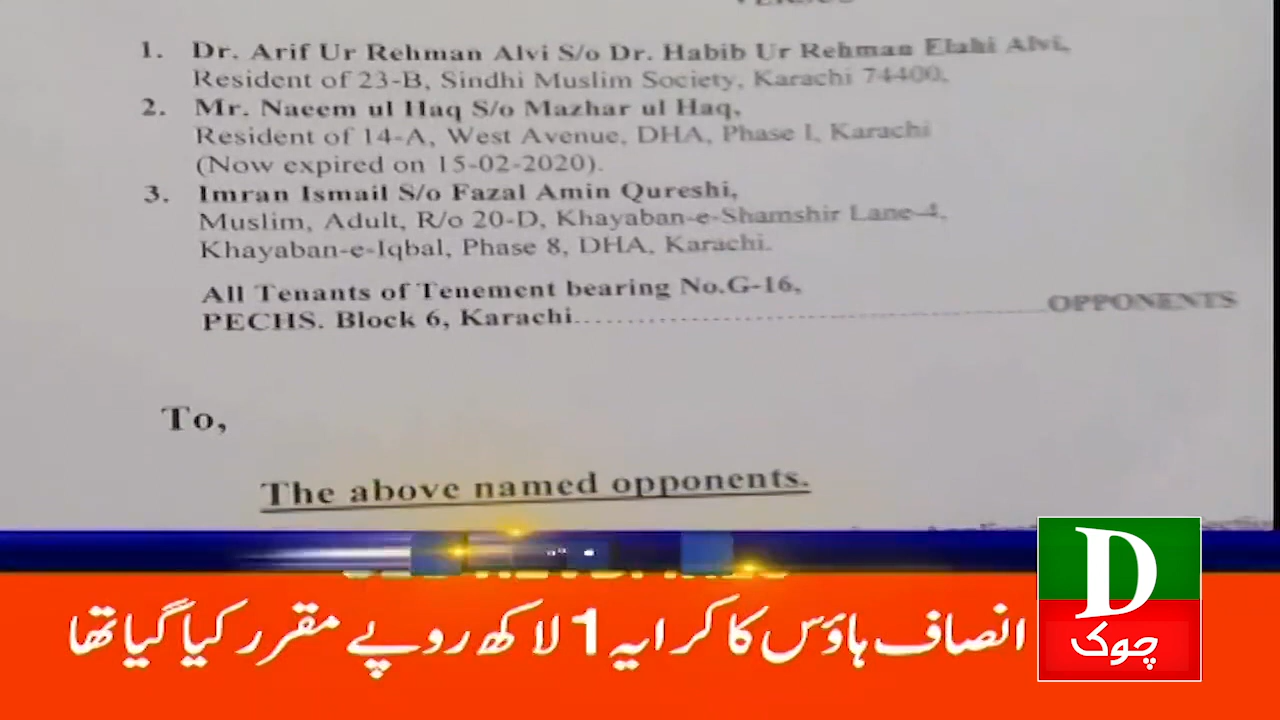 VERSUS
1. Dr. Arif Ur Rehman Alvi S/o Dr. Habib Ur Rehman Elahi Alvi,
Resident of 23-B, Sindhi Muslim Society, Karachi 74400.
2. Mr. Naeem ul Haq S/o Mazhar ul Haq,
Resident of 14-A, West Avenue, DHA, Phase I, Karachi
(Now expired on 15-02-2020).
3. Imran Ismail S/o Fazal Amin Qureshi,
Muslim, Adult, R/o 20-D, Khayaban-e-Shamshir Lane-4,
Khayaban-e-Iqbal, Phase 8, DHA, Karachi.
All Tenants of Tenement bearing No.G-16,
PECHS. Block 6, Karachi..........OPPONENTS
To,
The above named opponents.
D
چوک
انصاف ہاؤس کا کرایہ 1 لاکھ روپے مقرر کیا گیا تھا